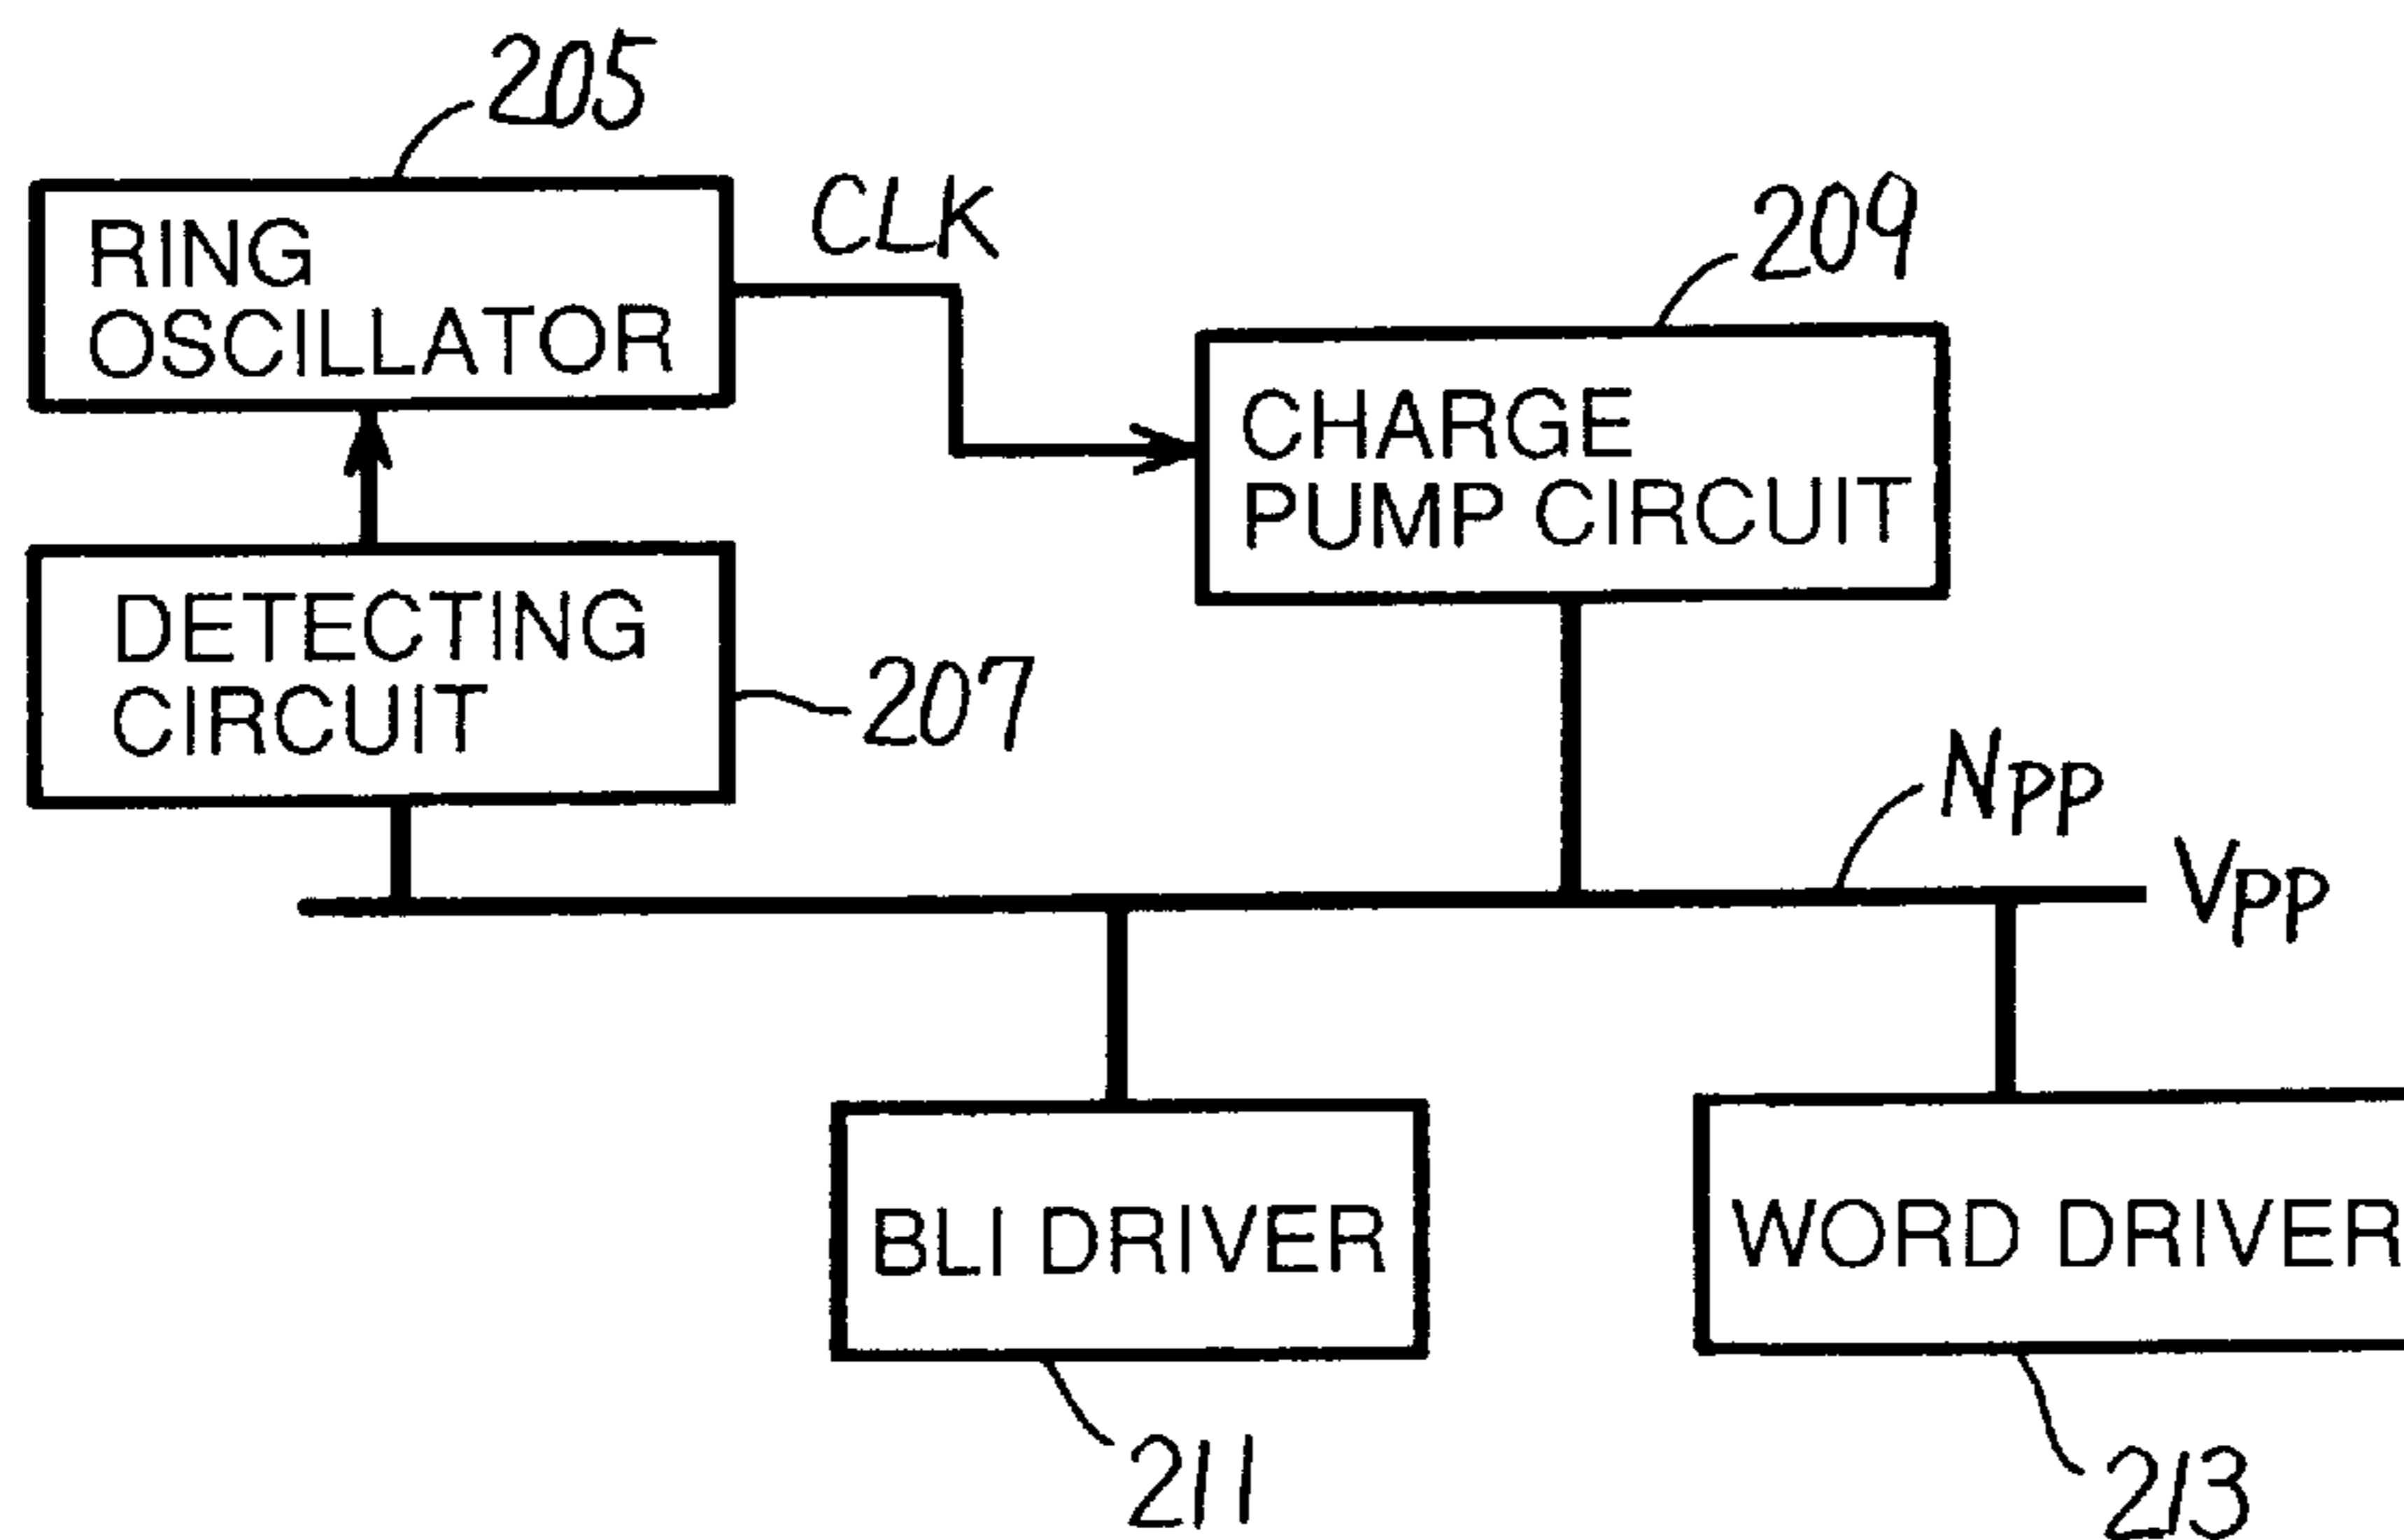 205
RING
OSCILLATOR
CLK
209
CHARGE
PUMP CIRCUIT
DETECTING
CIRCUIT
207
NPP
VPP
BLI DRIVER
WORD DRIVER
211
213